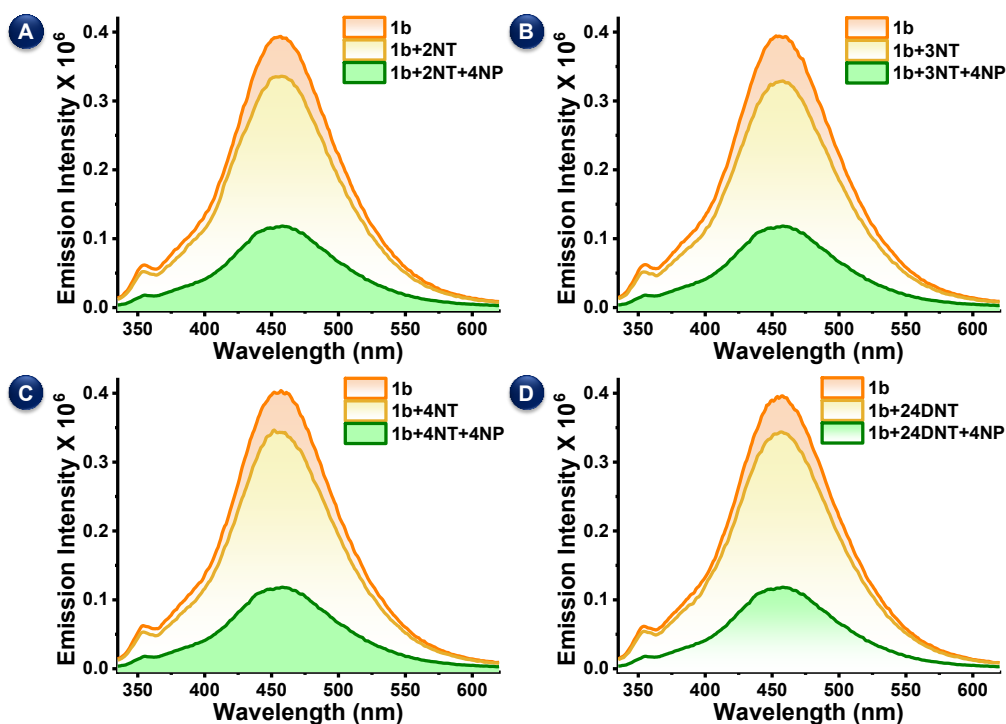 A
1b
1b+2NT
1b+2NT+4NP
Emission Intensity X 10⁶
0.4
0.3
0.2
0.1
0.0
350 400 450 500 550 600
Wavelength (nm)
B
1b
1b+3NT
1b+3NT+4NP
Emission Intensity X 10⁶
0.4
0.3
0.2
0.1
0.0
350 400 450 500 550 600
Wavelength (nm)
C
1b
1b+4NT
1b+4NT+4NP
Emission Intensity X 10⁶
0.4
0.3
0.2
0.1
0.0
350 400 450 500 550 600
Wavelength (nm)
D
1b
1b+24DNT
1b+24DNT+4NP
Emission Intensity X 10⁶
0.4
0.3
0.2
0.1
0.0
350 400 450 500 550 600
Wavelength (nm)